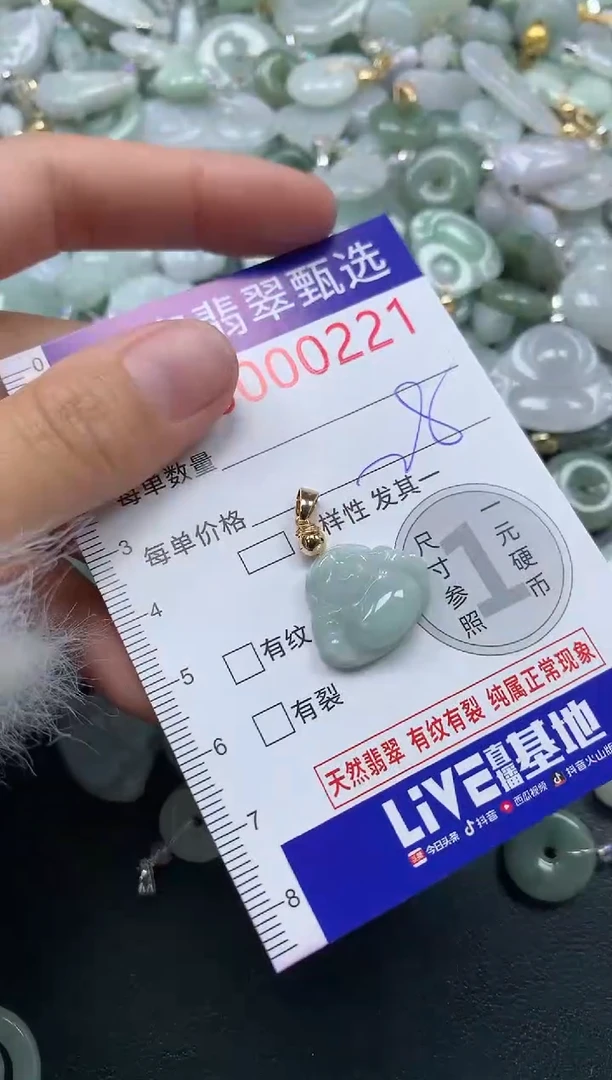 翡翠甄选
000221
每单数量
28
每单价格
样性 发其一
尺寸参照
1
一元硬币
有纹
有裂
天然翡翠 有纹有裂 纯属正常现象
LIVE直播基地
今日头条 抖音 西瓜视频 抖音火山版
0
3
4
5
6
7
8